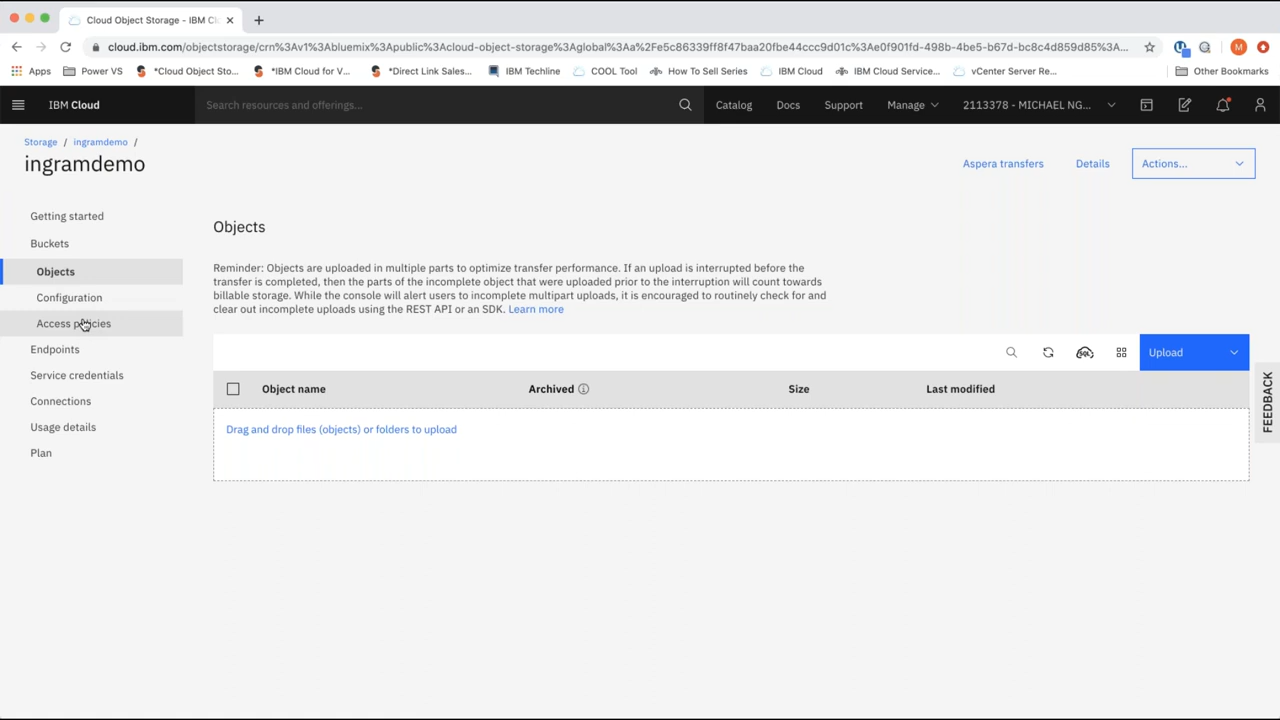 Cloud Object Storage - IBM Cl
cloud.ibm.com/objectstorage/crn%3Av1%3Abluemix%3Apublic%3Acloud-object-storage%3Aglobal%3Aa%2Fe5c86339ff8f47baa20fbe44ccc9d01c%3Ae0f901fd-498b-4be5-b67d-bc8c4d859d85%3A...
M
Apps Power VS *Cloud Object Sto... *IBM Cloud for V... *Direct Link Sales... IBM Techline COOL Tool How To Sell Series IBM Cloud IBM Cloud Service... vCenter Server Re... Other Bookmarks
IBM Cloud Search resources and offerings... Catalog Docs Support Manage 2113378 - MICHAEL NG...
Storage / ingramdemo /
ingramdemo
Aspera transfers Details Actions...
Getting started
Buckets
Objects
Configuration
Access policies
Endpoints
Service credentials
Connections
Usage details
Plan
Objects
Reminder: Objects are uploaded in multiple parts to optimize transfer performance. If an upload is interrupted before the
transfer is completed, then the parts of the incomplete object that were uploaded prior to the interruption will count towards
billable storage. While the console will alert users to incomplete multipart uploads, it is encouraged to routinely check for and
clear out incomplete uploads using the REST API or an SDK. Learn more
SQL Upload
Object name Archived Size Last modified
Drag and drop files (objects) or folders to upload
FEEDBACK